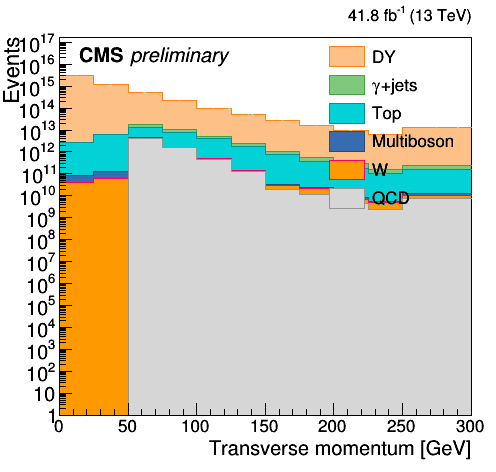 41.8 fb⁻¹ (13 TeV)
CMS preliminary
Events
10¹⁷
10¹⁶
10¹⁵
10¹⁴
10¹³
10¹²
10¹¹
10¹⁰
10⁹
10⁸
10⁷
10⁶
10⁵
10⁴
10³
10²
10
1
DY
γ+jets
Top
Multiboson
W
QCD
0 50 100 150 200 250 300
Transverse momentum [GeV]